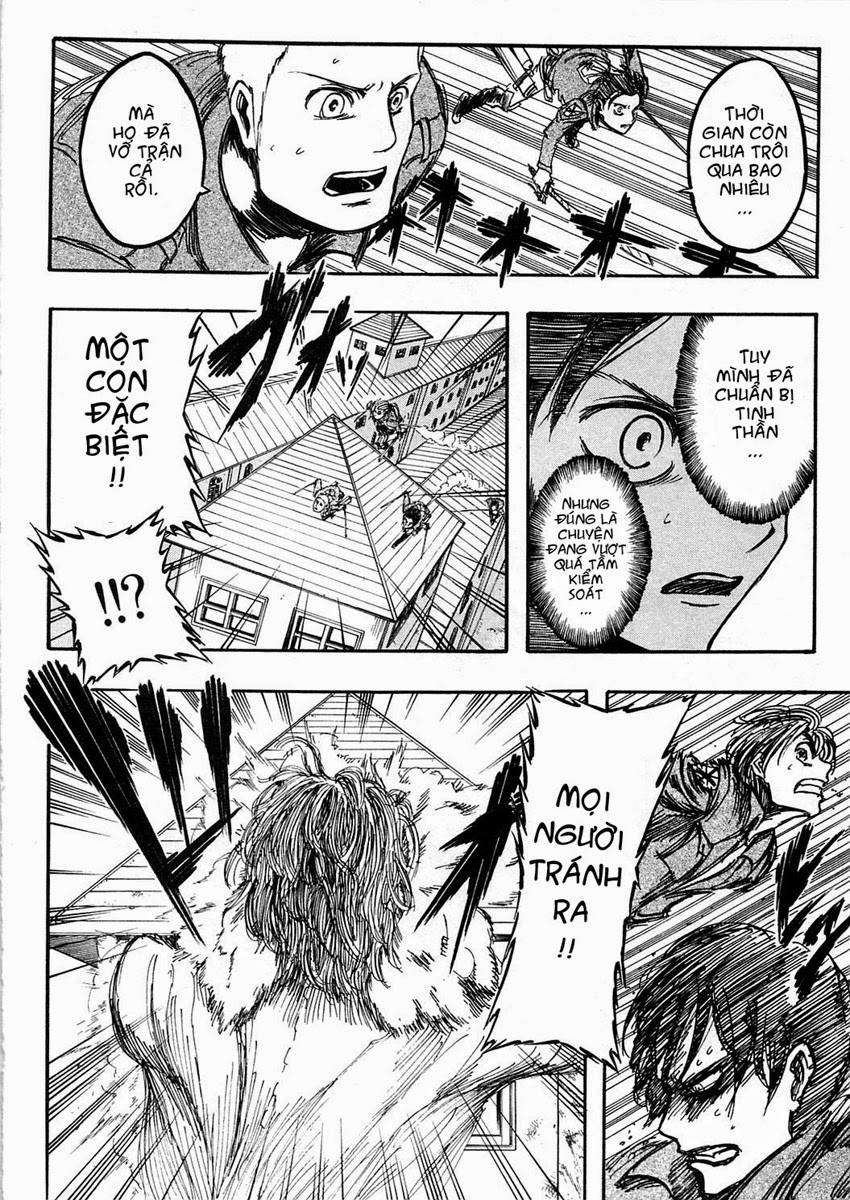 THỜI
GIAN CÒN
CHƯA TRÔI
QUA BAO
NHIÊU
...
MÀ
HỌ ĐÃ
VỠ TRẬN
CẢ
RỒI.
TUY
MÌNH ĐÃ
CHUẨN BỊ
TINH
THẦN
...
NHƯNG
ĐÚNG LÀ
CHUYỆN
ĐANG VƯỢT
QUÁ TẦM
KIỂM
SOÁT
...
MỘT
CON
ĐẶC
BIỆT
!!
!!?
MỌI
NGƯỜI
TRÁNH
RA
!!